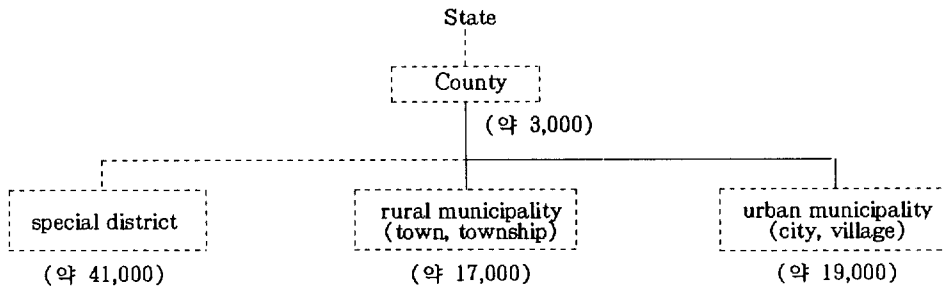 State
County
(약 3,000)
special district
rural municipality
(town, township)
urban municipality
(city, village)
(약 41,000)
(약 17,000)
(약 19,000)